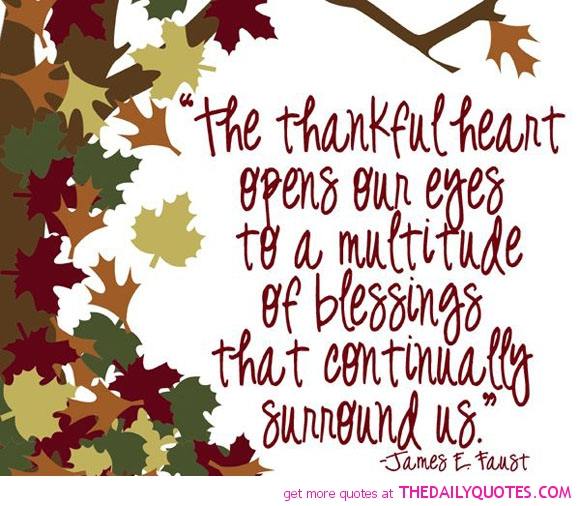 "the thankful heart
opens our eyes
to a multitude
of blessings
that continually
surround us."
-James E. Faust
get more quotes at THEDAILYQUOTES.COM